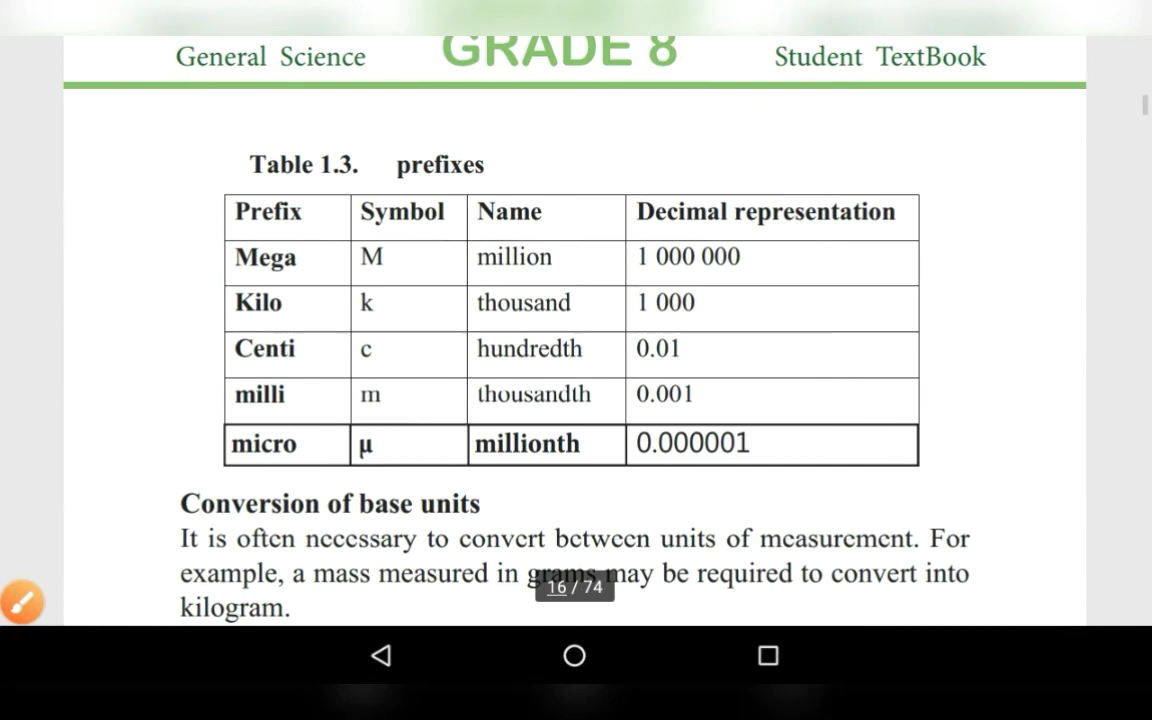 General Science GRADE 8 Student TextBook
Table 1.3. prefixes
Prefix Symbol Name Decimal representation
Mega M million 1 000 000
Kilo k thousand 1 000
Centi c hundredth 0.01
milli m thousandth 0.001
micro μ millionth 0.000001
Conversion of base units
It is often necessary to convert between units of measurement. For
example, a mass measured in grams may be required to convert into
16 / 74
kilogram.